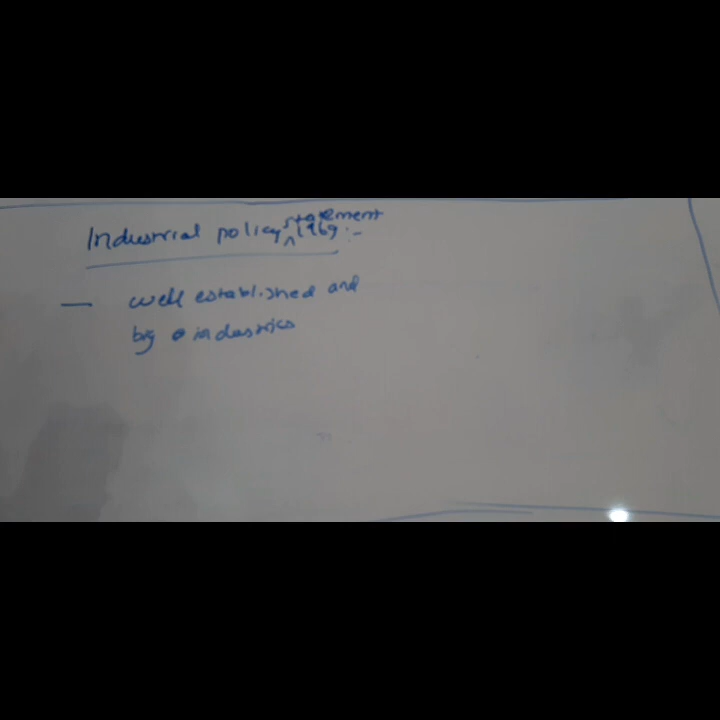 Industrial policy statement 1969 :-
— well established and
big industries